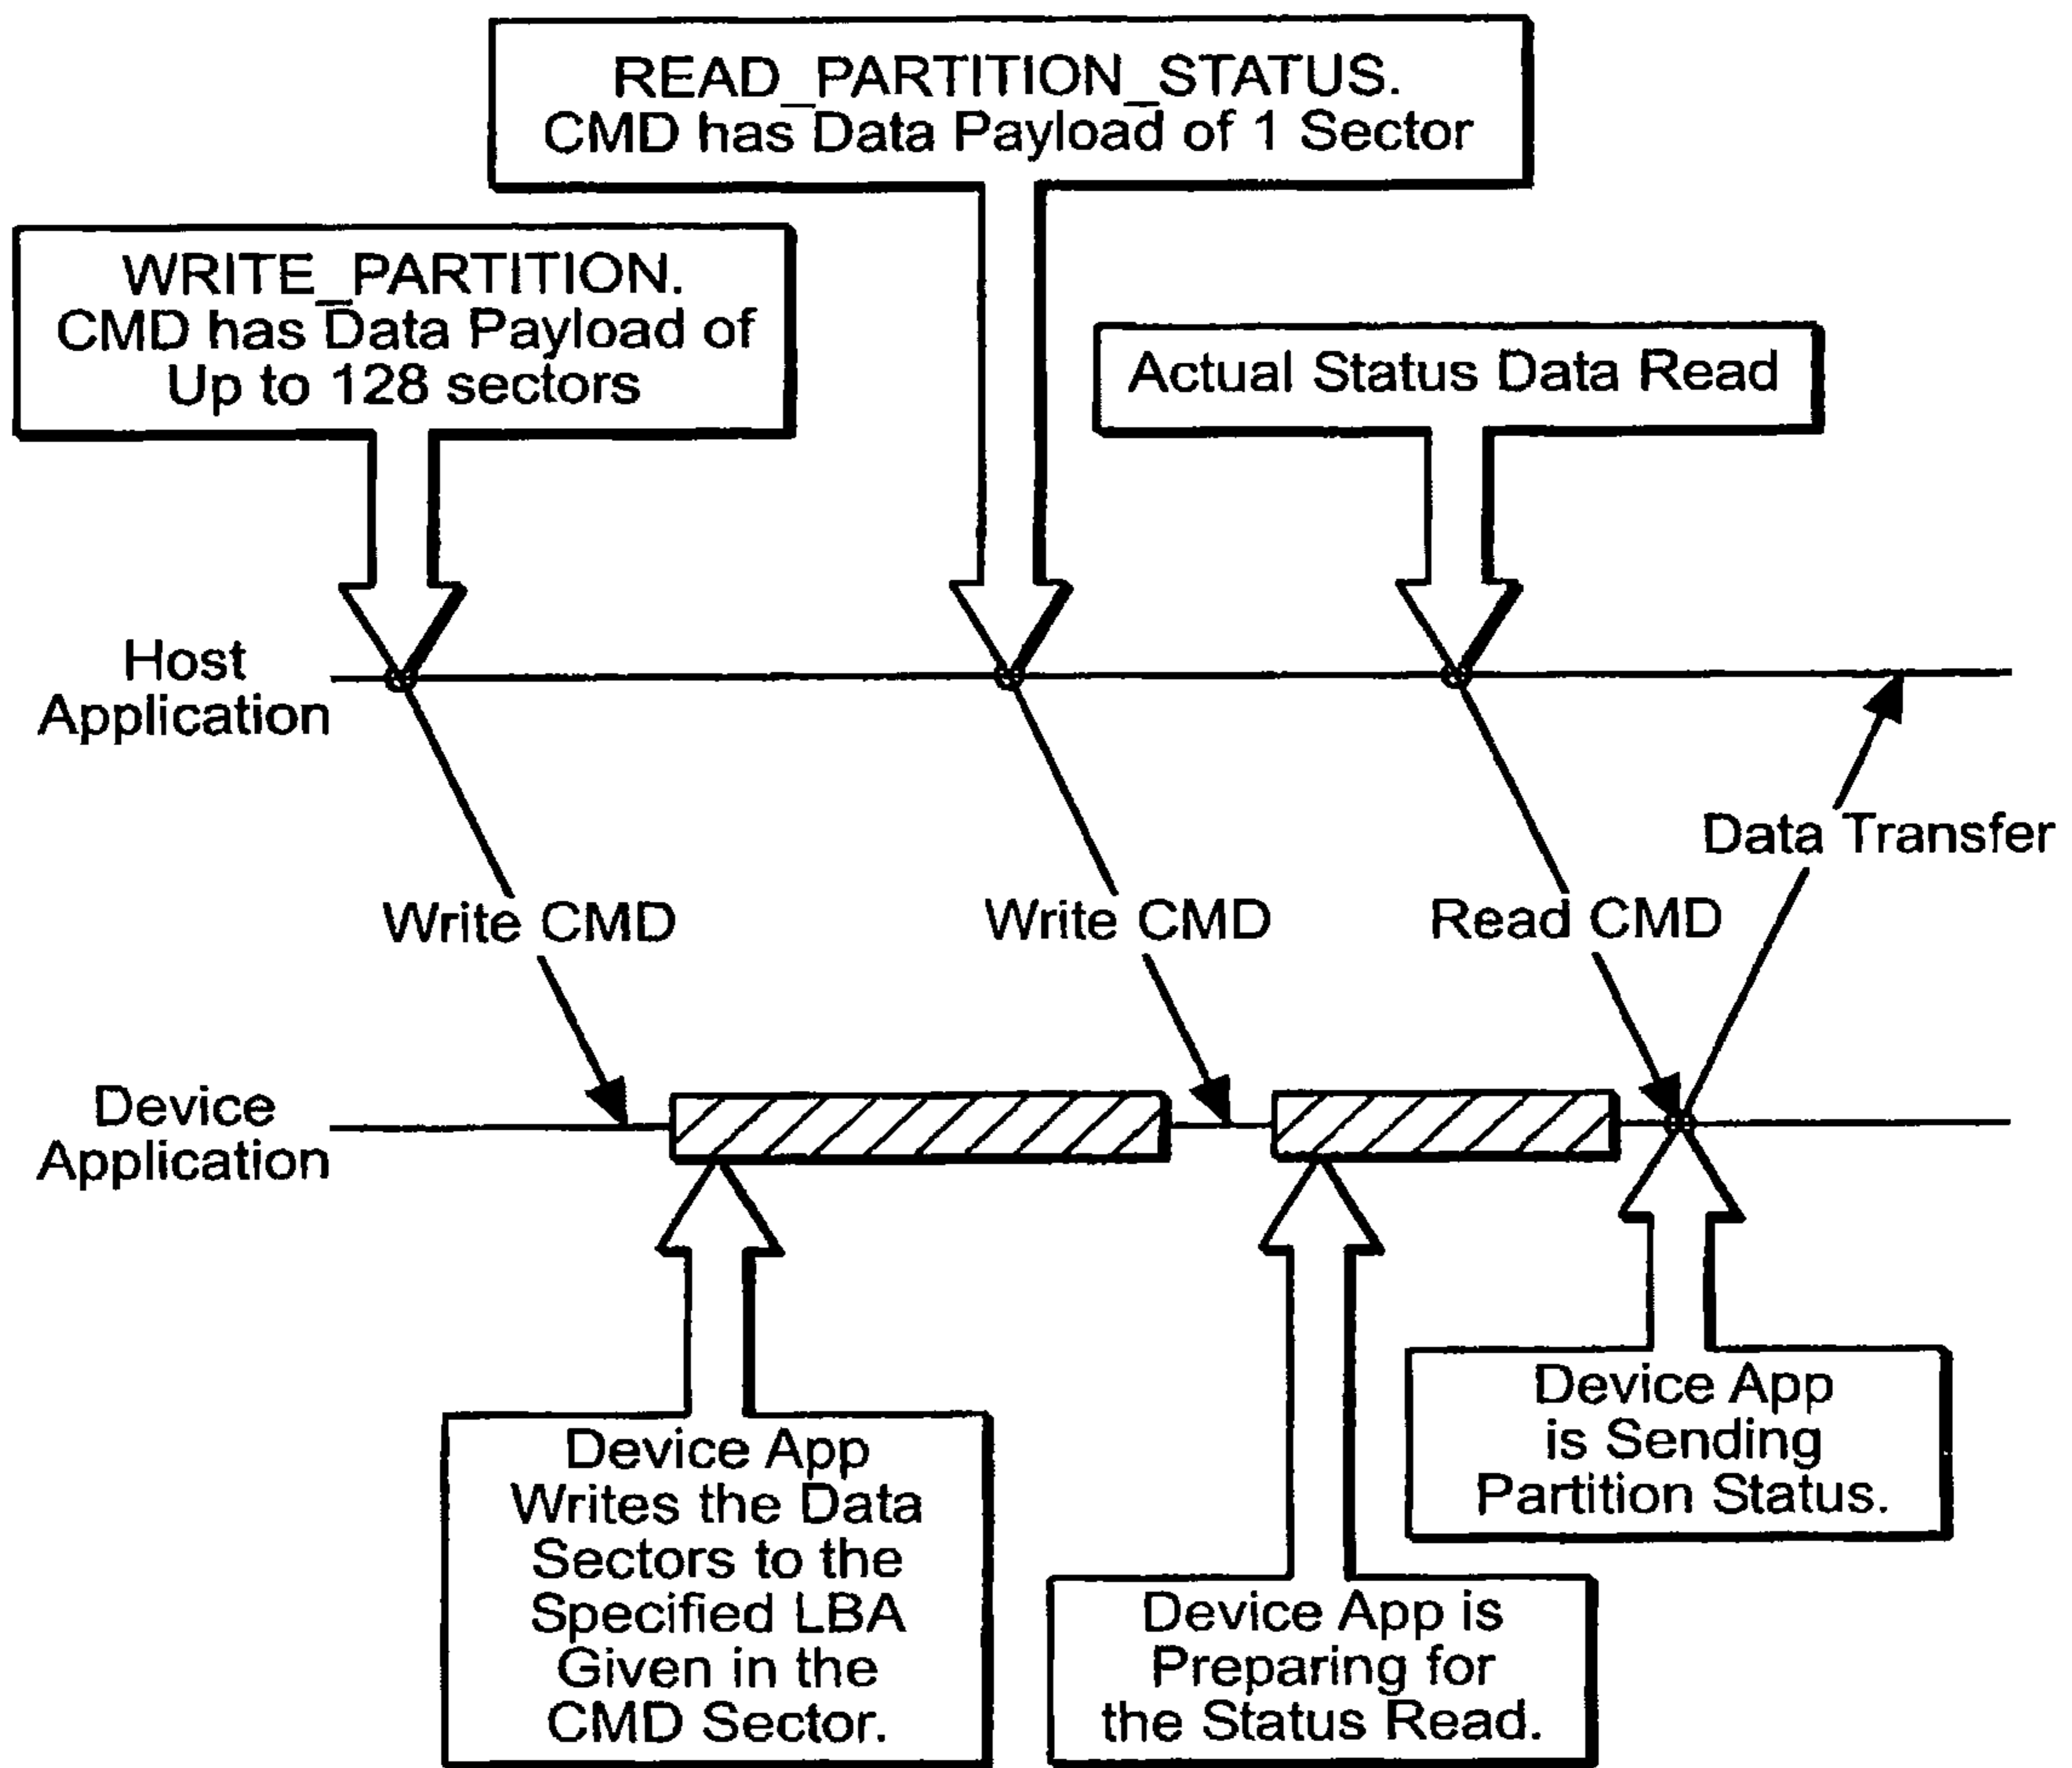 READ_PARTITION_STATUS.
CMD has Data Payload of 1 Sector
WRITE_PARTITION.
CMD has Data Payload of
Up to 128 sectors
Actual Status Data Read
Host
Application
Data Transfer
Write CMD
Write CMD
Read CMD
Device
Application
Device App
is Sending
Partition Status.
Device App
Writes the Data
Sectors to the
Specified LBA
Given in the
CMD Sector.
Device App is
Preparing for
the Status Read.